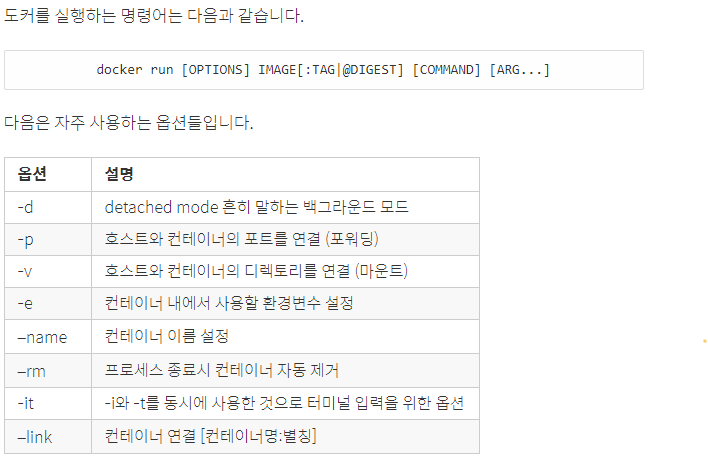 도커를 실행하는 명령어는 다음과 같습니다.
docker run [OPTIONS] IMAGE[:TAG|@DIGEST] [COMMAND] [ARG...]
다음은 자주 사용하는 옵션들입니다.
옵션 설명
-d detached mode 흔히 말하는 백그라운드 모드
-p 호스트와 컨테이너의 포트를 연결 (포워딩)
-v 호스트와 컨테이너의 디렉토리를 연결 (마운트)
-e 컨테이너 내에서 사용할 환경변수 설정
–name 컨테이너 이름 설정
–rm 프로세스 종료시 컨테이너 자동 제거
-it -i와 -t를 동시에 사용한 것으로 터미널 입력을 위한 옵션
–link 컨테이너 연결 [컨테이너명:별칭]